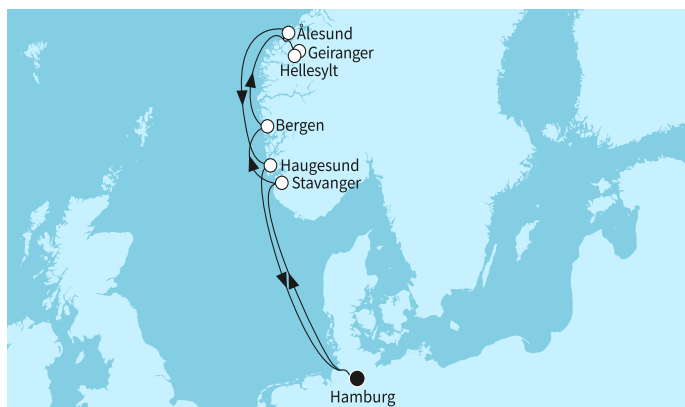 Ålesund
Geiranger
Hellesylt
Bergen
Haugesund
Stavanger
Hamburg